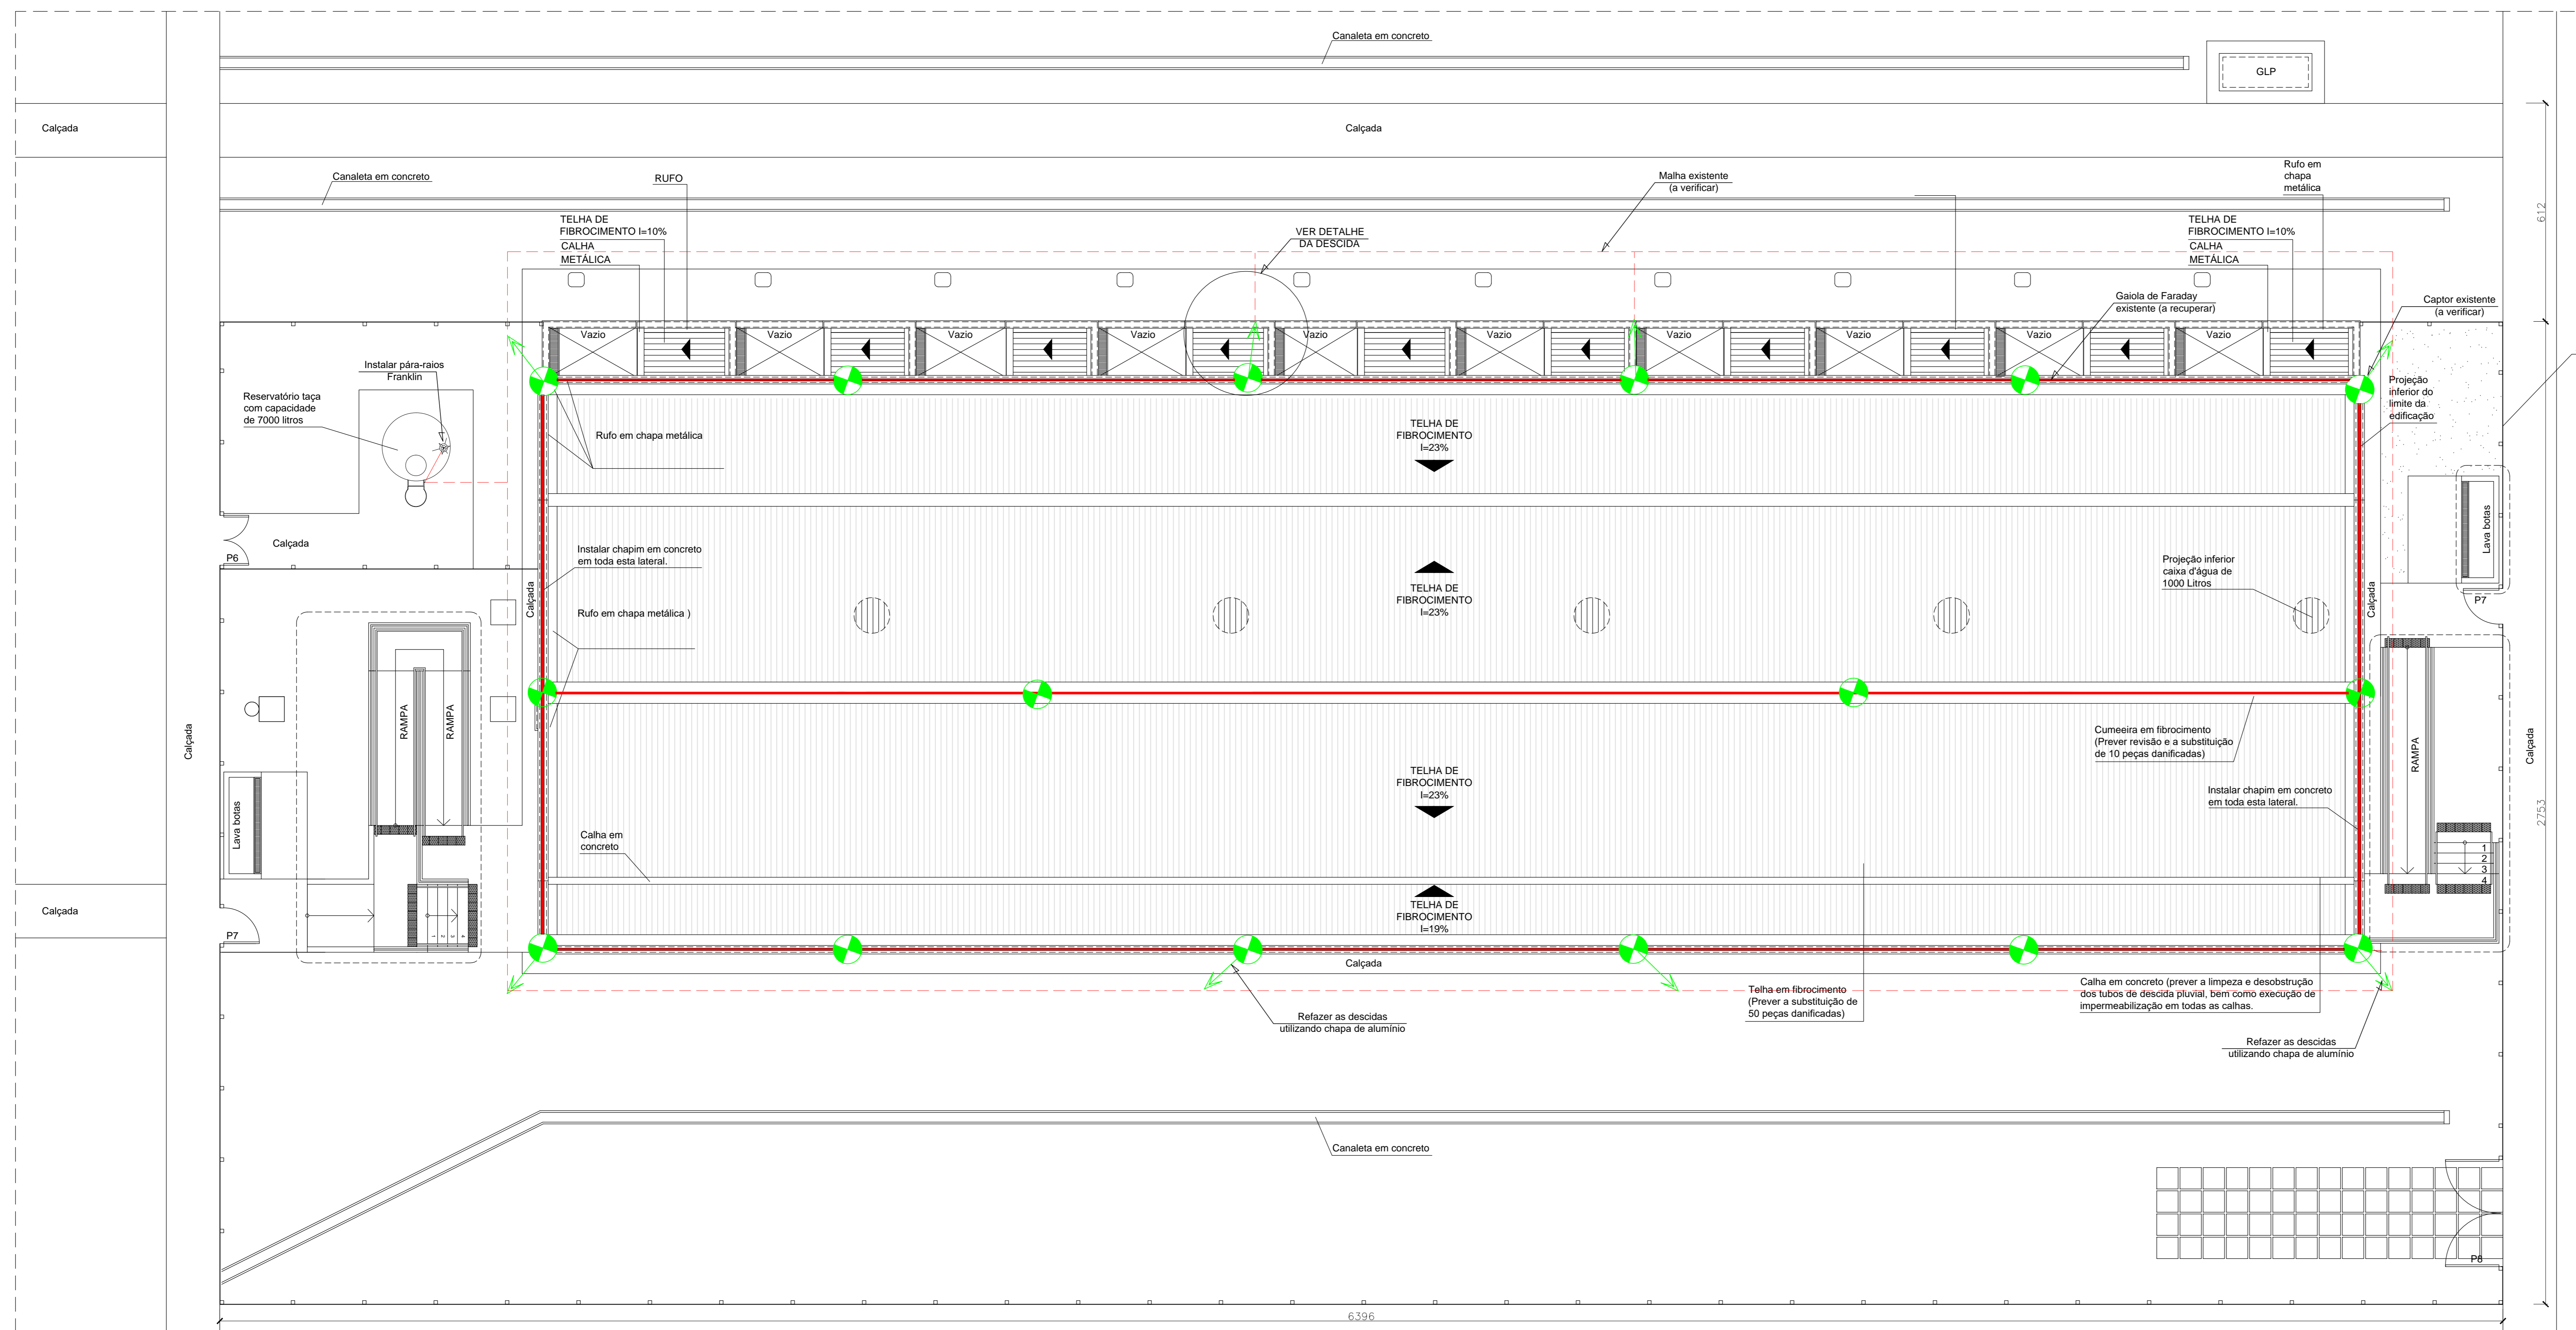 Canaleta em concreto
GLP
Calçada
Calçada
Canaleta em concreto
RUFO
Malha existente
(a verificar)
Rufo em
chapa
metálica
TELHA DE
FIBROCIMENTO I=10%
CALHA
METÁLICA
VER DETALHE
DA DESCIDA
TELHA DE
FIBROCIMENTO I=10%
CALHA
METÁLICA
612
Gaiola de Faraday
existente (a recuperar)
Captor existente
(a verificar)
Vazio
Vazio
Vazio
Vazio
Vazio
Vazio
Vazio
Vazio
Vazio
Vazio
Instalar pára-raios
Franklin
Reservatório taça
com capacidade
de 7000 litros
Projeção
inferior do
limite da
edificação
Rufo em chapa metálica
TELHA DE
FIBROCIMENTO
I=23%
Lava botas
P6
Calçada
Instalar chapim em concreto
em toda esta lateral.
Projeção inferior
caixa d'água de
1000 Litros
TELHA DE
FIBROCIMENTO
I=23%
Calçada
Calçada
P7
Rufo em chapa metálica )
RAMPA
RAMPA
Calçada
Cumeeira em fibrocimento
(Prever revisão e a substituição
de 10 peças danificadas)
RAMPA
Calçada
TELHA DE
FIBROCIMENTO
I=23%
Instalar chapim em concreto
em toda esta lateral.
2753
Lava botas
Calha em
concreto
1
2
3
4
Calçada
TELHA DE
FIBROCIMENTO
I=19%
P7
1
2
3
4
Calçada
Telha em fibrocimento
(Prever a substituição de
50 peças danificadas)
Calha em concreto (prever a limpeza e desobstrução
dos tubos de descida pluvial, bem como execução de
impermeabilização em todas as calhas.
Refazer as descidas
utilizando chapa de alumínio
Refazer as descidas
utilizando chapa de alumínio
Canaleta em concreto
P8
6396